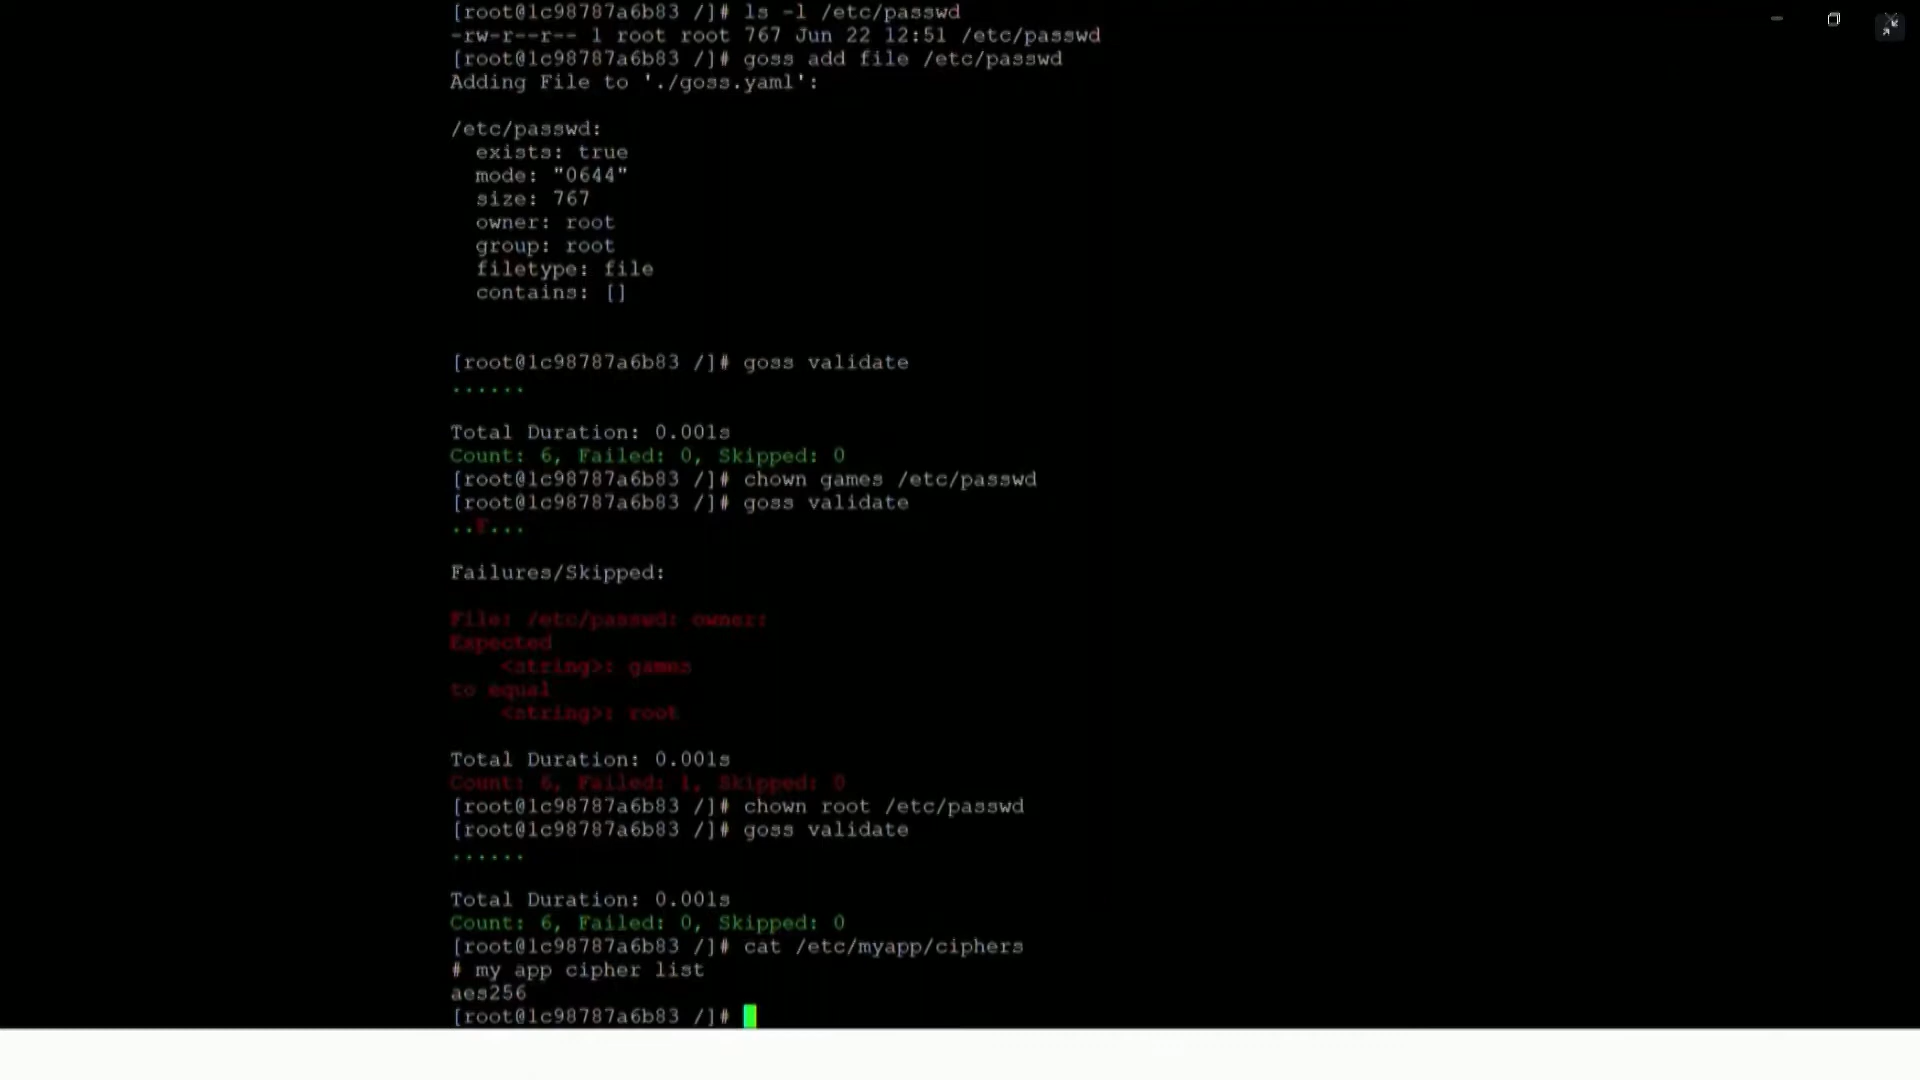 [root@1c98787a6b83 /]# ls -l /etc/passwd
-rw-r--r-- 1 root root 767 Jun 22 12:51 /etc/passwd
[root@1c98787a6b83 /]# goss add file /etc/passwd
Adding File to './goss.yaml':
/etc/passwd:
exists: true
mode: "0644"
size: 767
owner: root
group: root
filetype: file
contains: []
[root@1c98787a6b83 /]# goss validate
......
Total Duration: 0.001s
Count: 6, Failed: 0, Skipped: 0
[root@1c98787a6b83 /]# chown games /etc/passwd
[root@1c98787a6b83 /]# goss validate
..F...
Failures/Skipped:
File: /etc/passwd: owner:
Expected
<string>: games
to equal
<string>: root
Total Duration: 0.001s
Count: 6, Failed: 1, Skipped: 0
[root@1c98787a6b83 /]# chown root /etc/passwd
[root@1c98787a6b83 /]# goss validate
......
Total Duration: 0.001s
Count: 6, Failed: 0, Skipped: 0
[root@1c98787a6b83 /]# cat /etc/myapp/ciphers
# my app cipher list
aes256
[root@1c98787a6b83 /]#